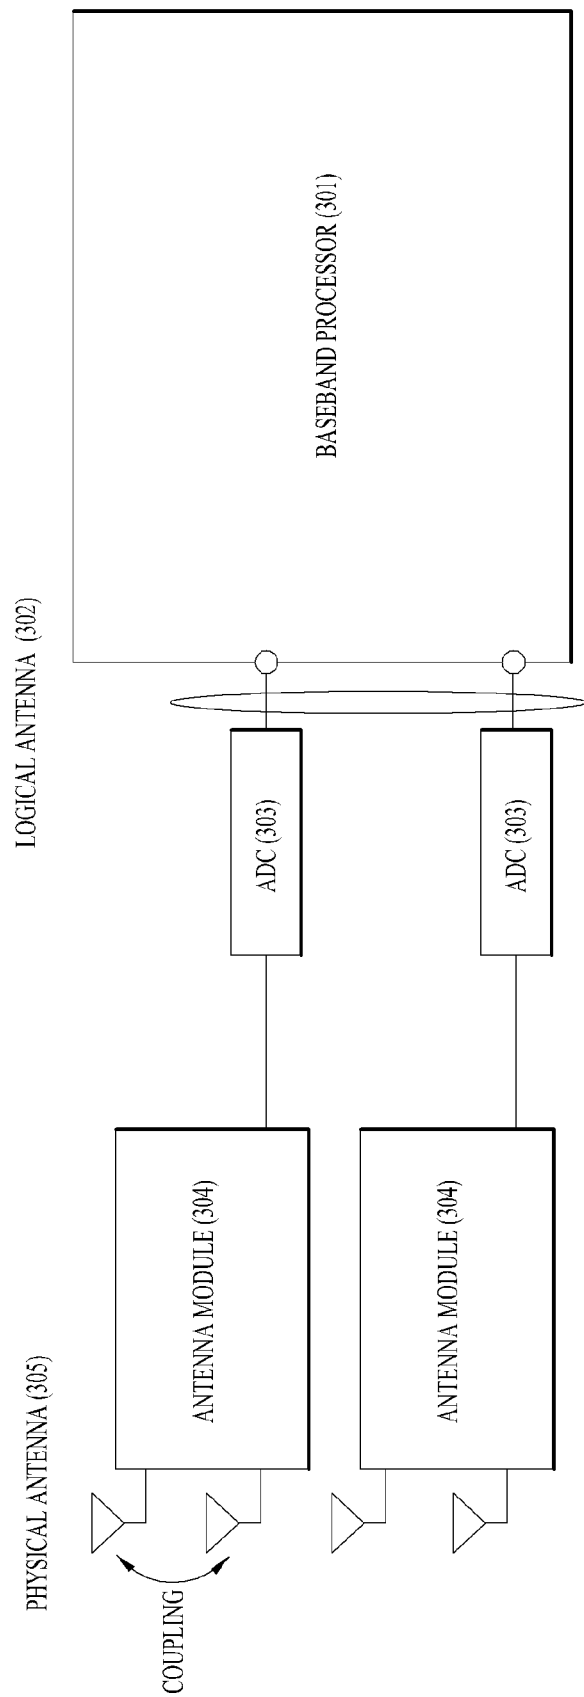 PHYSICAL ANTENNA (305)
LOGICAL ANTENNA (302)
COUPLING
ANTENNA MODULE (304)
ADC (303)
BASEBAND PROCESSOR (301)
ANTENNA MODULE (304)
ADC (303)